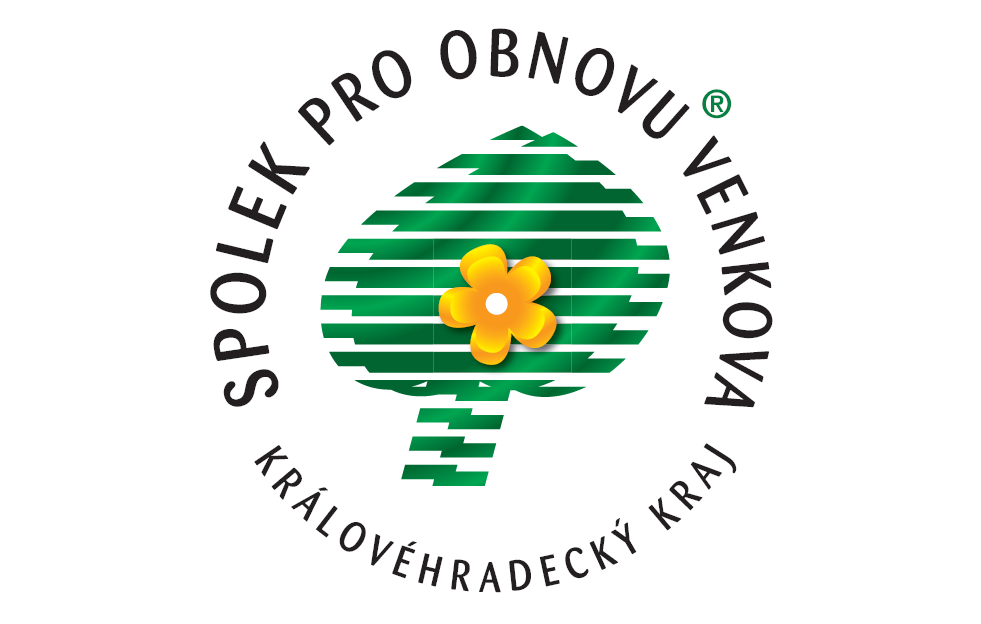 SPOLEK PRO OBNOVU VENKOVA ®
KRÁLOVÉHRADECKÝ KRAJ